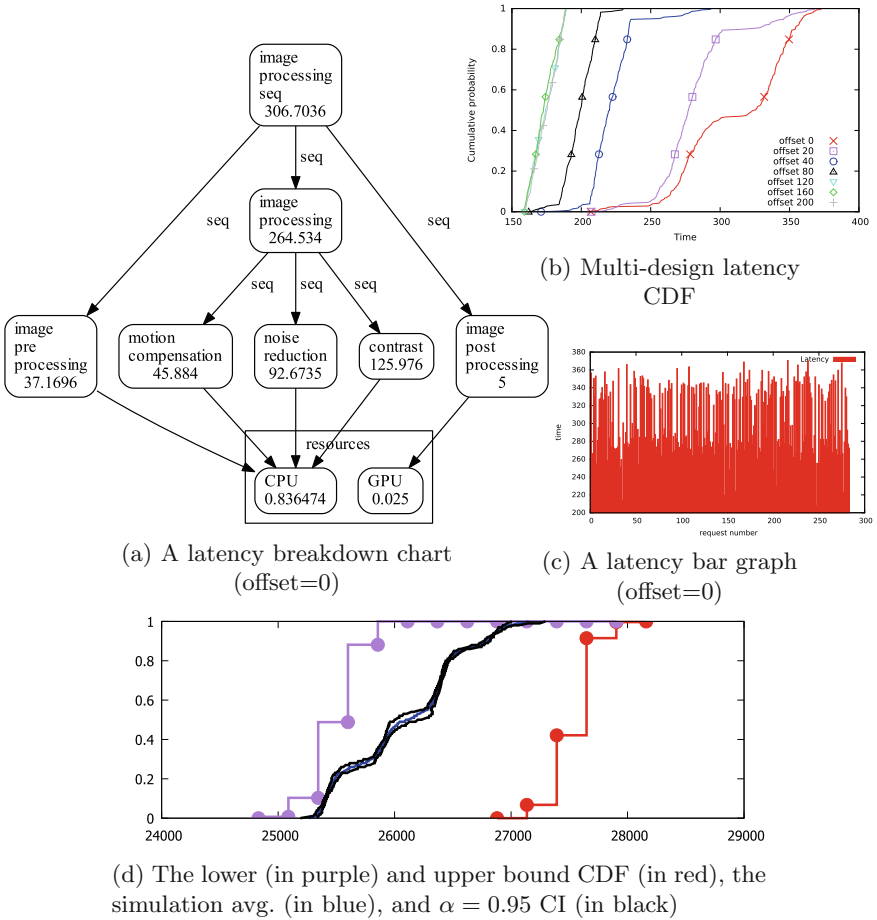 image
processing
seq
306.7036
seq
image
processing
264.534
seq
seq
seq
seq
seq
image
pre
processing
37.1696
motion
compensation
45.884
noise
reduction
92.6735
contrast
125.976
image
post
processing
5
resources
CPU
0.836474
GPU
0.025
(a) A latency breakdown chart
(offset=0)
Cumulative probability
1
0.8
0.6
0.4
0.2
0
150 200 250 300 350 400
Time
offset 0
offset 20
offset 40
offset 80
offset 120
offset 160
offset 200
(b) Multi-design latency
CDF
time
380
360
340
320
300
280
260
240
220
200
Latency
0 50 100 150 200 250 300
request number
(c) A latency bar graph
(offset=0)
1
0.8
0.6
0.4
0.2
0
24000 25000 26000 27000 28000 29000
(d) The lower (in purple) and upper bound CDF (in red), the
simulation avg. (in blue), and α = 0.95 CI (in black)